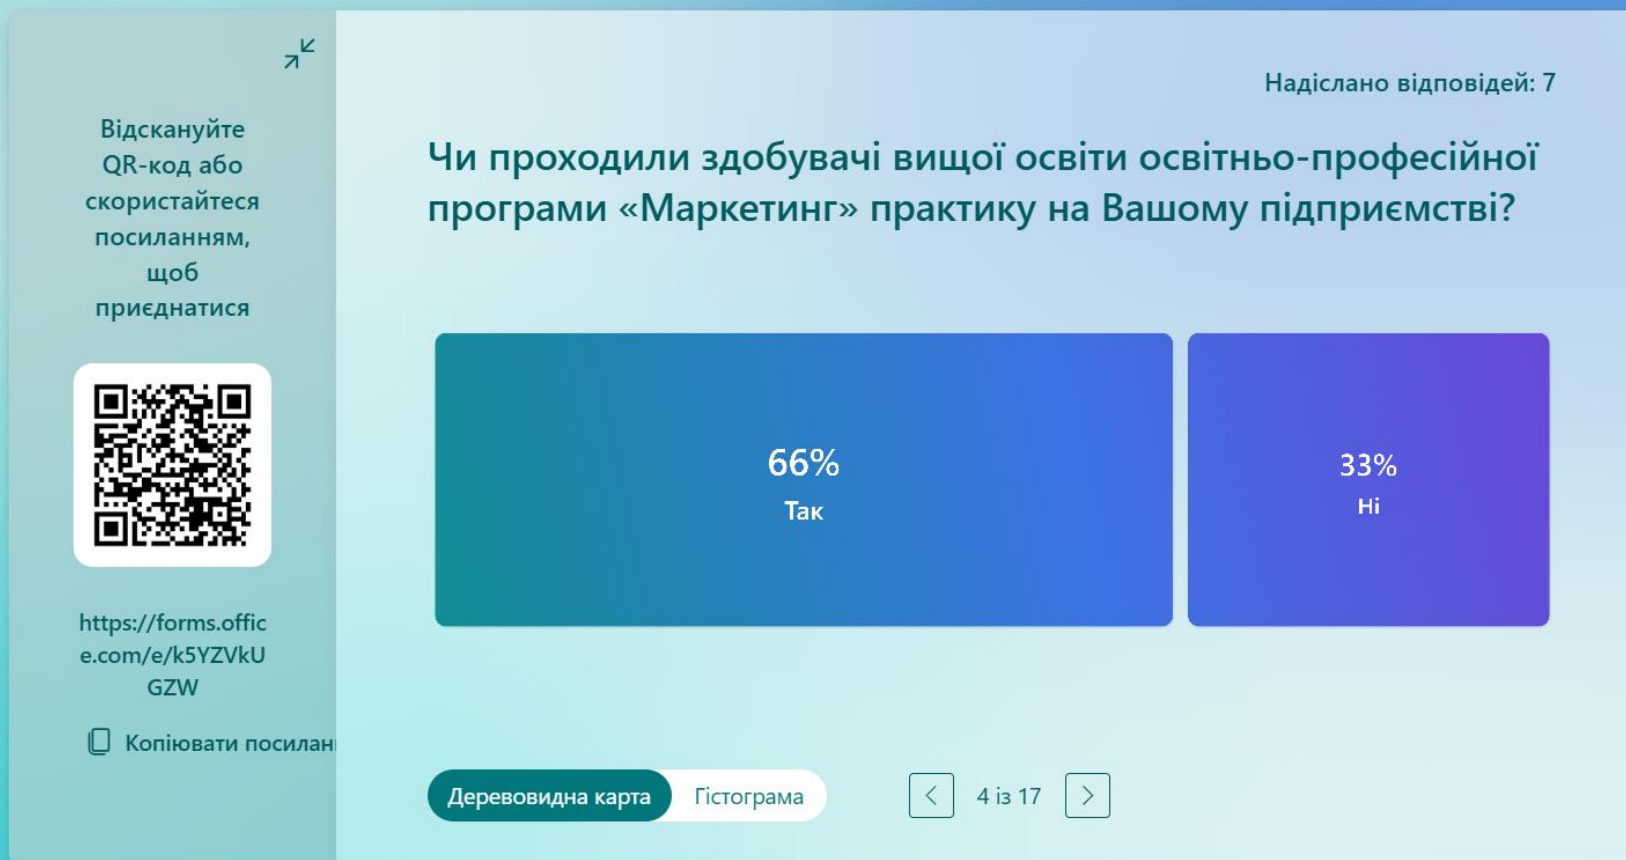 Відскануйте
QR-код або
скористайтеся
посиланням,
щоб
приєднатися
https://forms.offic
e.com/e/k5YZVkU
GZW
Копіювати посилан
Надіслано відповідей: 7
Чи проходили здобувачі вищої освіти освітньо-професійної
програми «Маркетинг» практику на Вашому підприємстві?
66%
Так
33%
Ні
Деревовидна карта
Гістограма
4 із 17